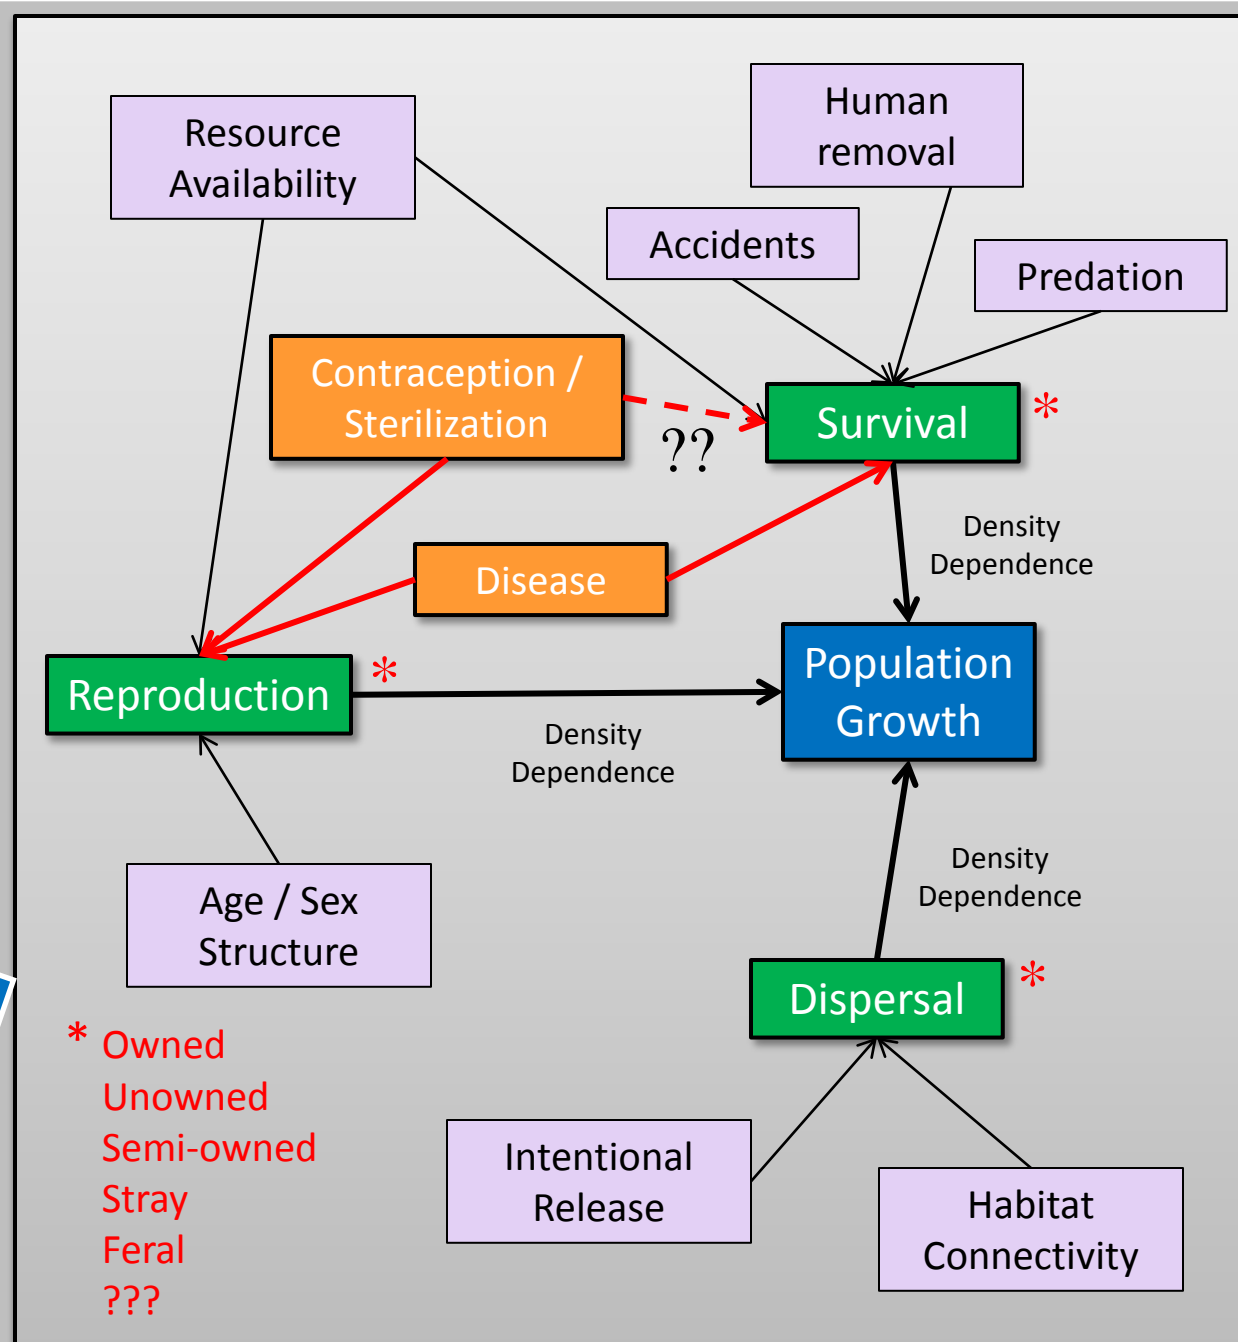 Resource
Availability
Human
removal
Accidents
Predation
Contraception /
Sterilization
??
Survival *
Density
Dependence
Disease
Reproduction *
Density
Dependence
Population
Growth
Age / Sex
Structure
Density
Dependence
Dispersal *
* Owned
Unowned
Semi-owned
Stray
Feral
???
Intentional
Release
Habitat
Connectivity